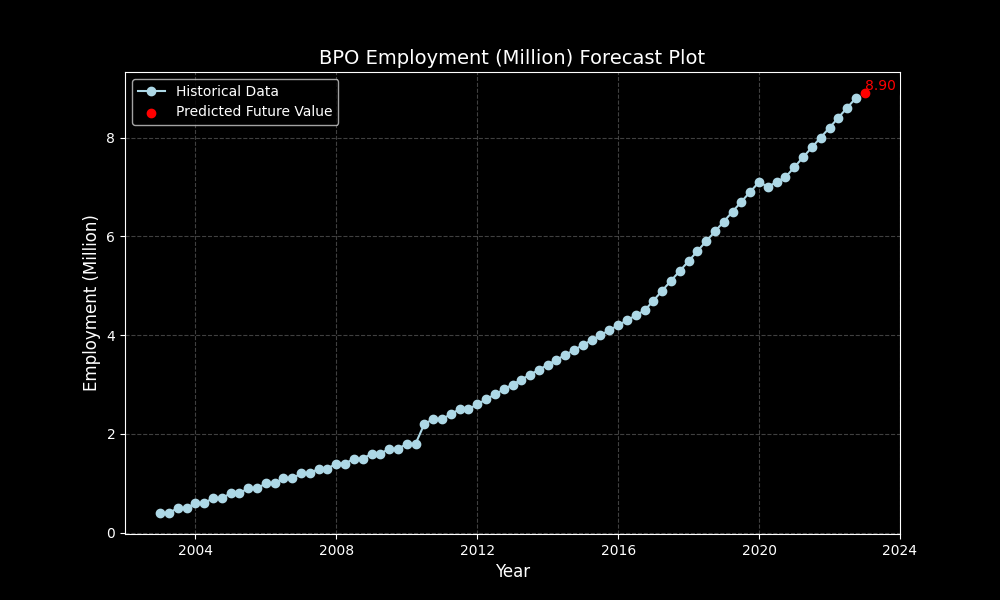 BPO Employment (Million) Forecast Plot
Historical Data
Predicted Future Value
8.90
8
6
4
2
0
Employment (Million)
2004 2008 2012 2016 2020 2024
Year